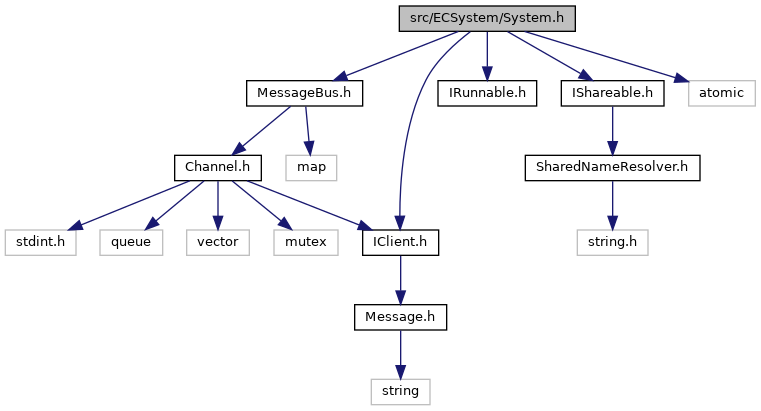 src/ECSystem/System.h
MessageBus.h
IRunnable.h
IShareable.h
atomic
Channel.h
map
SharedNameResolver.h
stdint.h
queue
vector
mutex
IClient.h
string.h
Message.h
string